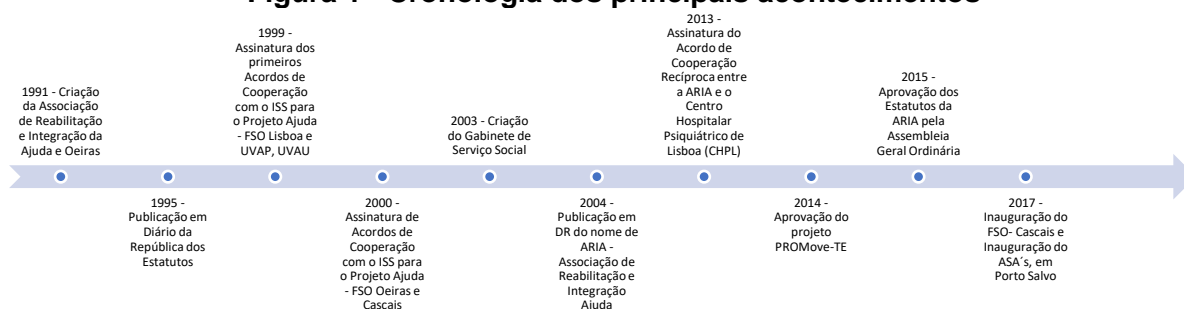 Figura 1 - Cronologia dos principais acontecimentos
1991 - Criação
da Associação
de Reabilitação
e Integração da
Ajuda e Oeiras
1995 -
Publicação em
Diário da
República dos
Estatutos
1999 -
Assinatura dos
primeiros
Acordos de
Cooperação
com o ISS para
o Projeto Ajuda
- FSO Lisboa e
UVAP, UVAU
2000 -
Assinatura de
Acordos de
Cooperação
com o ISS para
o Projeto Ajuda
- FSO Oeiras e
Cascais
2003 - Criação
do Gabinete de
Serviço Social
2004 -
Publicação em
DR do nome de
ARIA -
Associação de
Reabilitação e
Integração
Ajuda
2013 -
Assinatura do
Acordo de
Cooperação
Recíproca entre
a ARIA e o
Centro
Hospitalar
Psiquiátrico de
Lisboa (CHPL)
2014 -
Aprovação do
projeto
PROMove-TE
2015 -
Aprovação dos
Estatutos da
ARIA pela
Assembleia
Geral Ordinária
2017 -
Inauguração do
FSO- Cascais e
Inauguração do
ASA´s, em
Porto Salvo